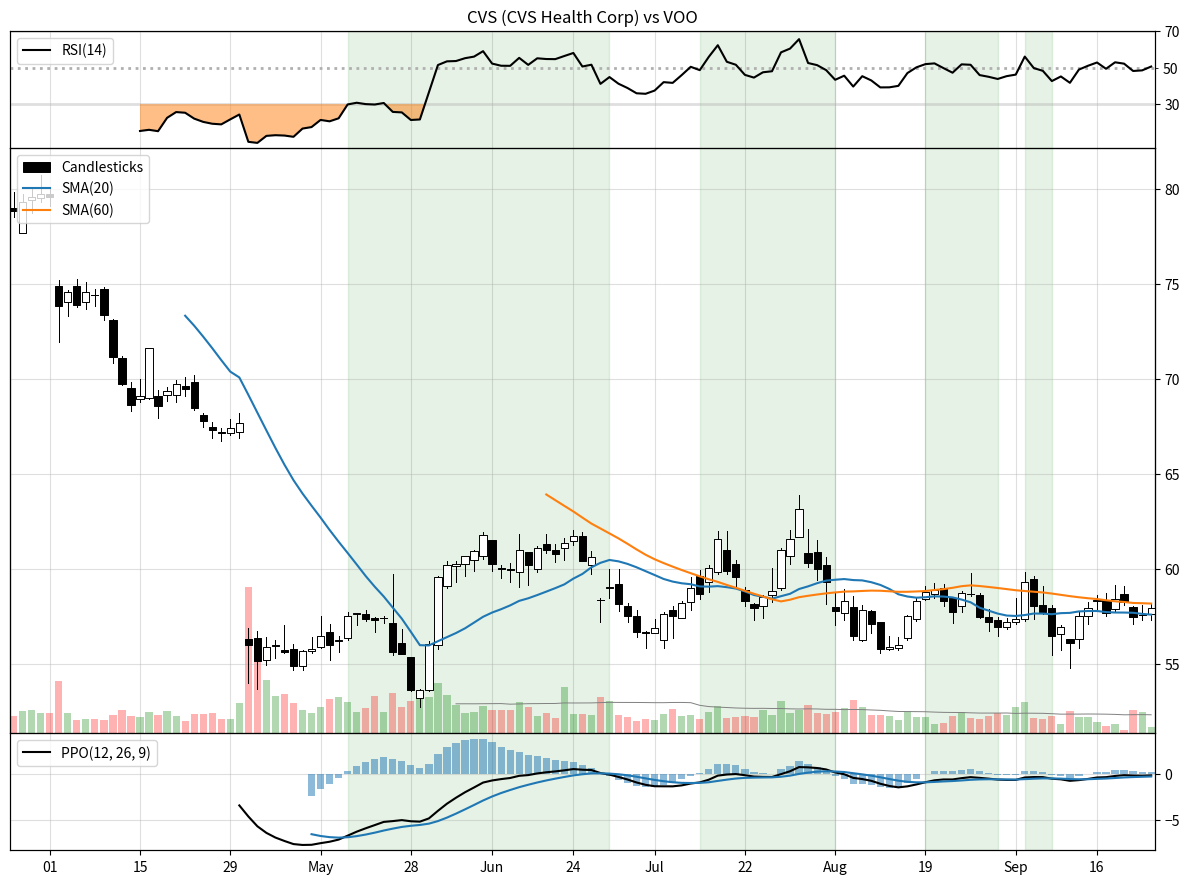 CVS (CVS Health Corp) vs VOO
RSI(14)
70
50
30
Candlesticks
SMA(20)
SMA(60)
80
75
70
65
60
55
PPO(12, 26, 9)
0
−5
01 15 29 May 28 Jun 24 Jul 22 Aug 19 Sep 16